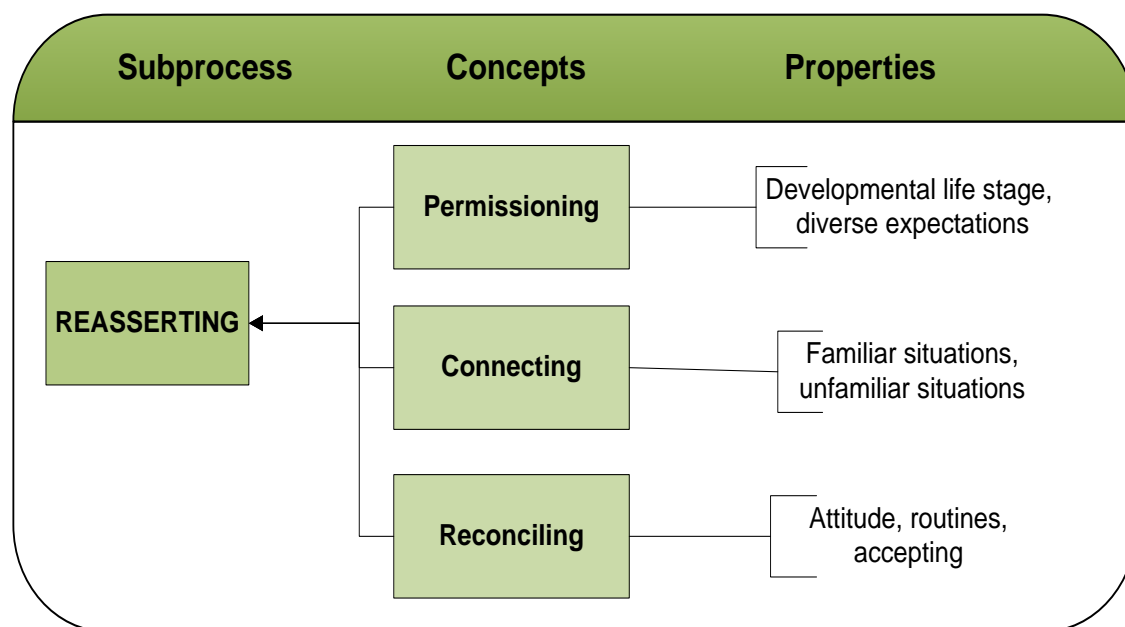 Subprocess Concepts Properties
Permissioning
Developmental life stage,
diverse expectations
REASSERTING
Connecting
Familiar situations,
unfamiliar situations
Reconciling
Attitude, routines,
accepting